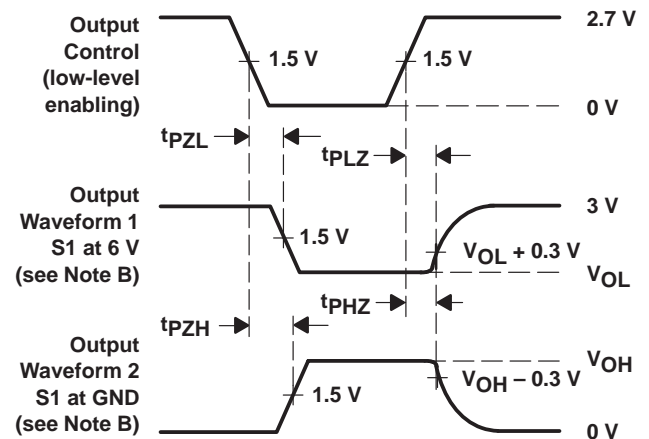 Output
Control
(low-level
enabling)
1.5 V
1.5 V
2.7 V
0 V
tPZL
tPLZ
Output
Waveform 1
S1 at 6 V
(see Note B)
1.5 V
3 V
VOL + 0.3 V
VOL
tPHZ
tPZH
Output
Waveform 2
S1 at GND
(see Note B)
1.5 V
VOH
VOH – 0.3 V
0 V